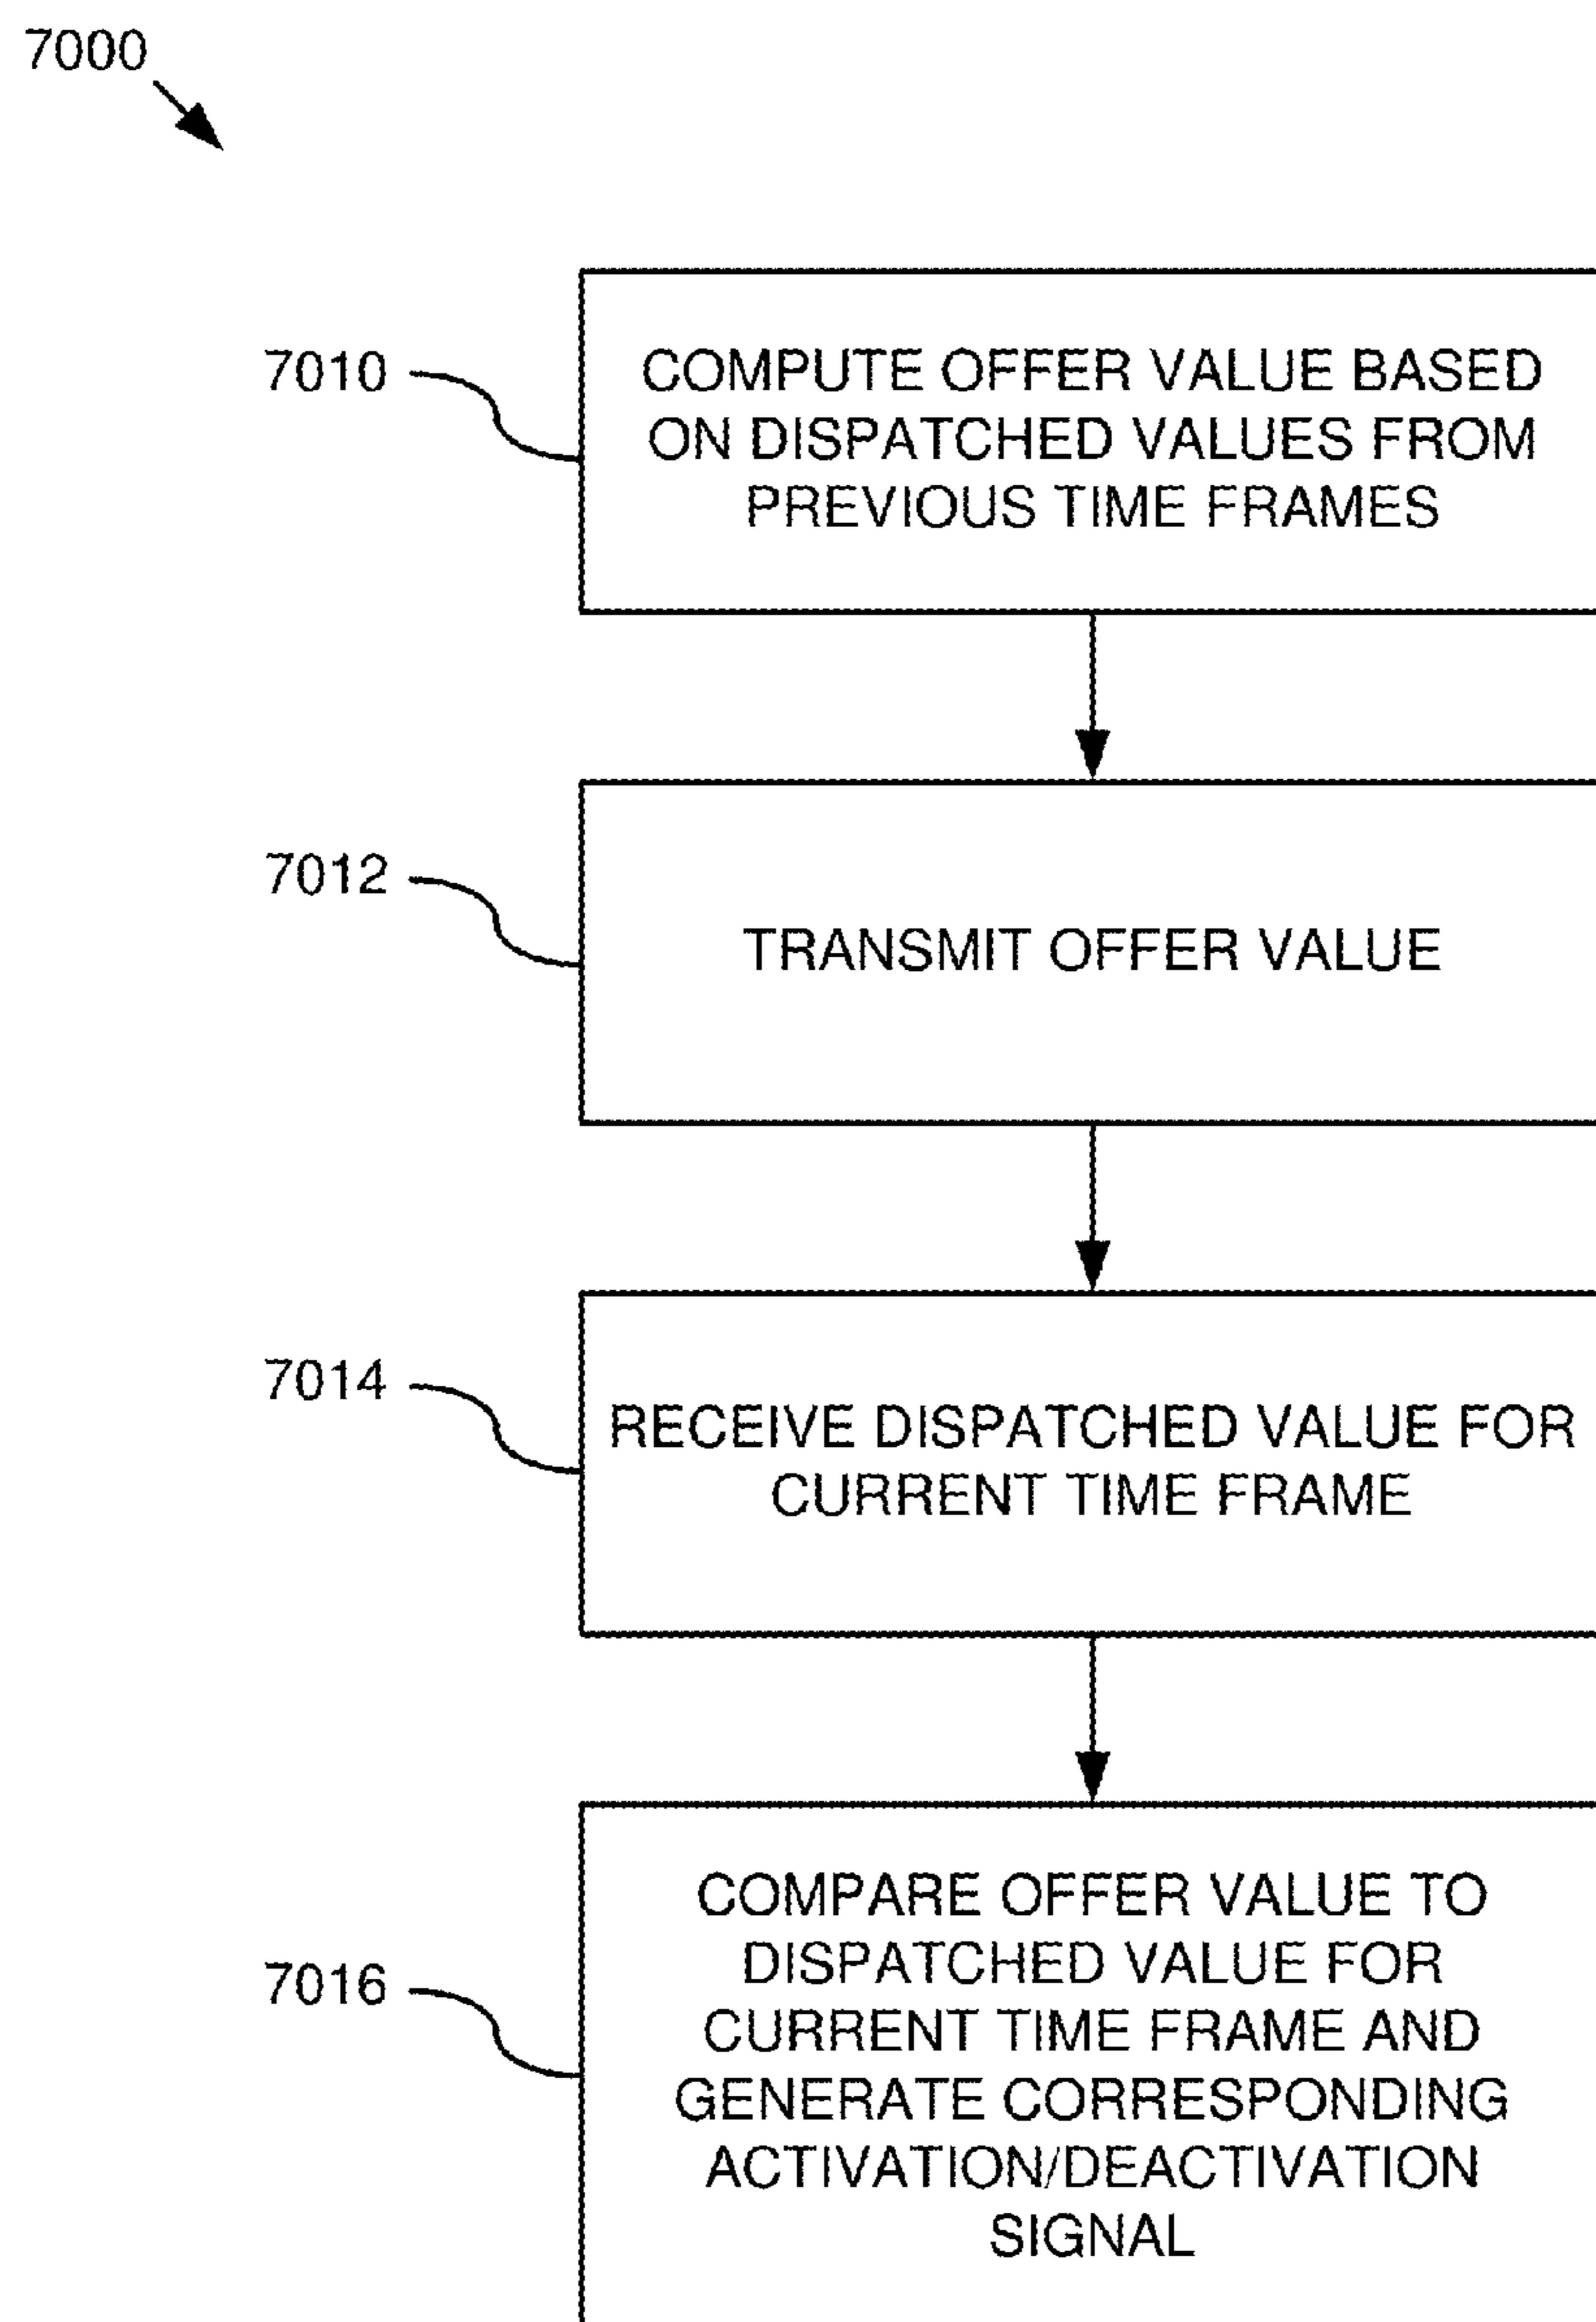 7000
7010
COMPUTE OFFER VALUE BASED
ON DISPATCHED VALUES FROM
PREVIOUS TIME FRAMES
7012
TRANSMIT OFFER VALUE
7014
RECEIVE DISPATCHED VALUE FOR
CURRENT TIME FRAME
7016
COMPARE OFFER VALUE TO
DISPATCHED VALUE FOR
CURRENT TIME FRAME AND
GENERATE CORRESPONDING
ACTIVATION/DEACTIVATION
SIGNAL